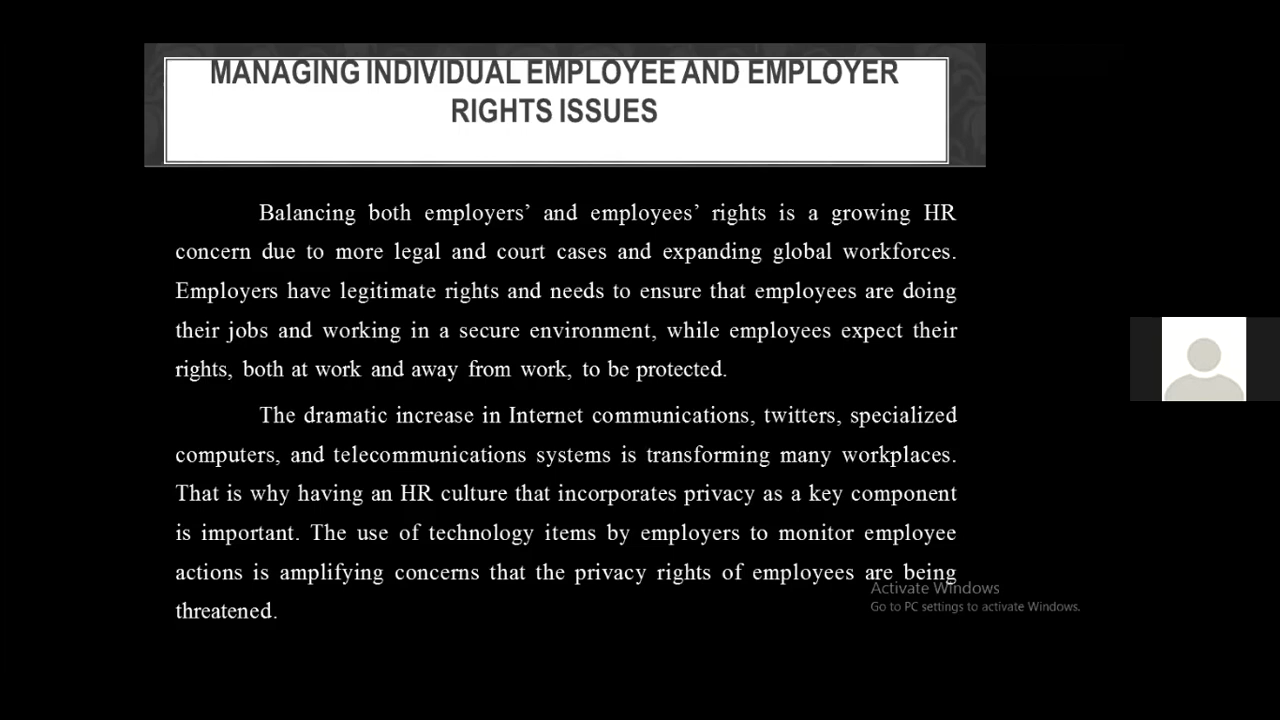 MANAGING INDIVIDUAL EMPLOYEE AND EMPLOYER
RIGHTS ISSUES
Balancing both employers’ and employees’ rights is a growing HR
concern due to more legal and court cases and expanding global workforces.
Employers have legitimate rights and needs to ensure that employees are doing
their jobs and working in a secure environment, while employees expect their
rights, both at work and away from work, to be protected.
The dramatic increase in Internet communications, twitters, specialized
computers, and telecommunications systems is transforming many workplaces.
That is why having an HR culture that incorporates privacy as a key component
is important. The use of technology items by employers to monitor employee
actions is amplifying concerns that the privacy rights of employees are being
threatened.
Activate Windows
Go to PC settings to activate Windows.